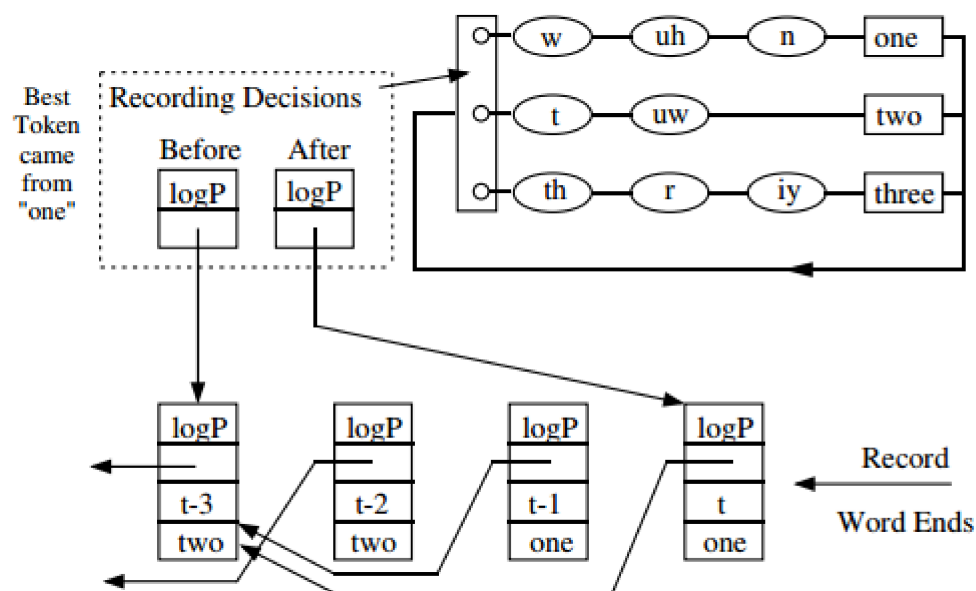 w uh n one
Best
Token
came
from
"one"
Recording Decisions
t uw two
Before After
logP logP
th r iy three
logP logP logP logP
Record
t-3 t-2 t-1 t
Word Ends
two two one one